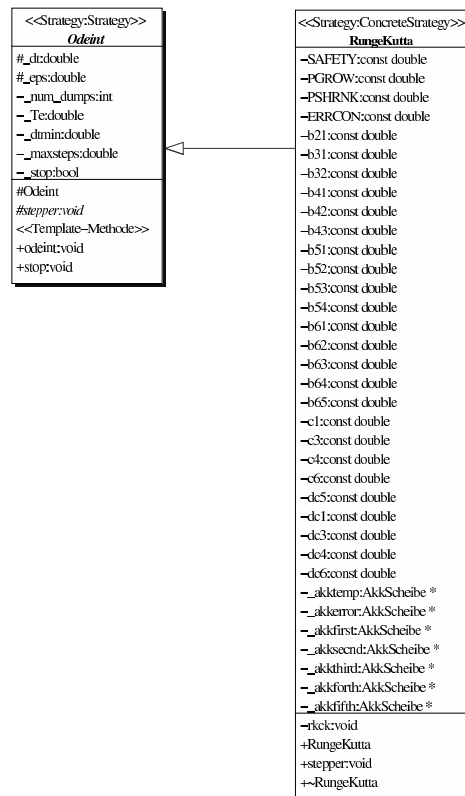 <<Strategy:Strategy>>
Odeint
#_dt:double
#_eps:double
–_num_dumps:int
–_Te:double
–_dtmin:double
–_maxsteps:double
–_stop:bool
#Odeint
#stepper:void
<<Template–Methode>>
+odeint:void
+stop:void
<<Strategy:ConcreteStrategy>>
RungeKutta
–SAFETY:const double
–PGROW:const double
–PSHRNK:const double
–ERRCON:const double
–b21:const double
–b31:const double
–b32:const double
–b41:const double
–b42:const double
–b43:const double
–b51:const double
–b52:const double
–b53:const double
–b54:const double
–b61:const double
–b62:const double
–b63:const double
–b64:const double
–b65:const double
–c1:const double
–c3:const double
–c4:const double
–c6:const double
–dc5:const double
–dc1:const double
–dc3:const double
–dc4:const double
–dc6:const double
–_akktemp:AkkScheibe *
–_akkerror:AkkScheibe *
–_akkfirst:AkkScheibe *
–_akksecnd:AkkScheibe *
–_akkthird:AkkScheibe *
–_akkforth:AkkScheibe *
–_akkfifth:AkkScheibe *
–rkck:void
+RungeKutta
+stepper:void
+~RungeKutta